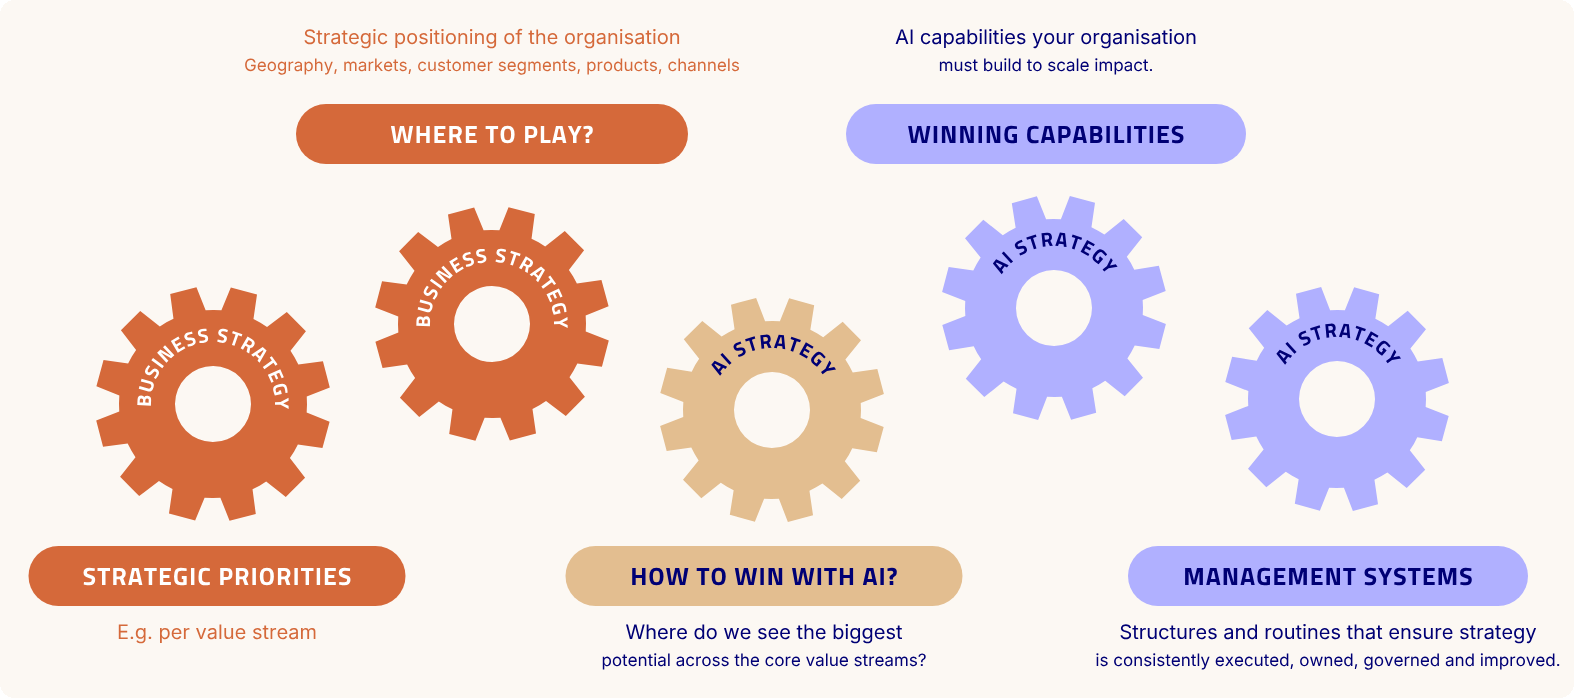 Strategic positioning of the organisation
Geography, markets, customer segments, products, channels
WHERE TO PLAY?
AI capabilities your organisation
must build to scale impact.
WINNING CAPABILITIES
BUSINESS STRATEGY
BUSINESS STRATEGY
AI STRATEGY
AI STRATEGY
AI STRATEGY
STRATEGIC PRIORITIES
E.g. per value stream
HOW TO WIN WITH AI?
Where do we see the biggest
potential across the core value streams?
MANAGEMENT SYSTEMS
Structures and routines that ensure strategy
is consistently executed, owned, governed and improved.